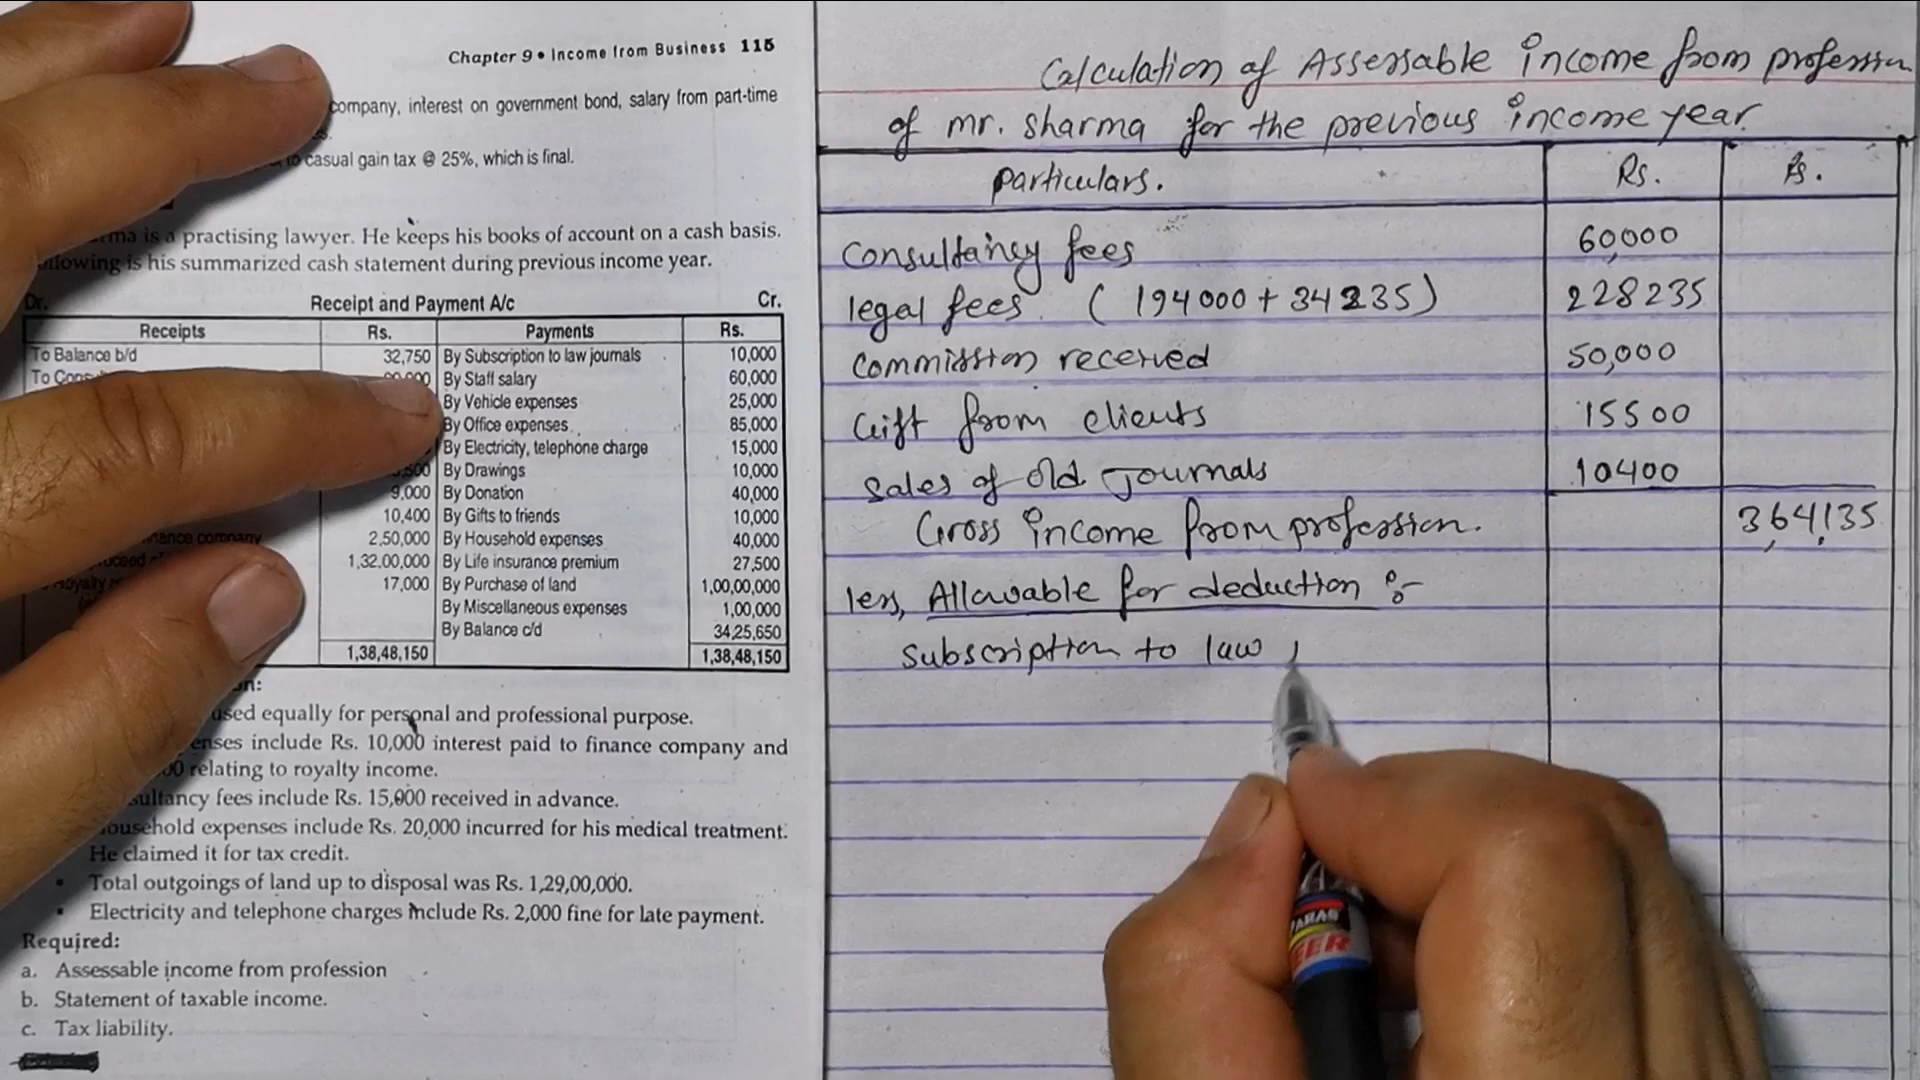 Chapter 9 • Income from Business 115
company, interest on government bond, salary from part-time
casual gain tax @ 25%, which is final.
is a practising lawyer. He keeps his books of account on a cash basis.
is his summarized cash statement during previous income year.
Dr. Receipt and Payment A/c Cr.
Receipts Rs. Payments Rs.
To Balance b/d 32,750 By Subscription to law journals 10,000
To By Staff salary 60,000
By Vehicle expenses 25,000
By Office expenses 85,000
By Electricity, telephone charge 15,000
By Drawings 10,000
9,000 By Donation 40,000
10,400 By Gifts to friends 10,000
company 2,50,000 By Household expenses 40,000
1,32,00,000 By Life insurance premium 27,500
17,000 By Purchase of land 1,00,00,000
By Miscellaneous expenses 1,00,000
By Balance c/d 34,25,650
1,38,48,150 1,38,48,150
used equally for personal and professional purpose.
include Rs. 10,000 interest paid to finance company and
relating to royalty income.
fees include Rs. 15,000 received in advance.
expenses include Rs. 20,000 incurred for his medical treatment.
He claimed it for tax credit.
• Total outgoings of land up to disposal was Rs. 1,29,00,000.
• Electricity and telephone charges include Rs. 2,000 fine for late payment.
Required:
a. Assessable income from profession
b. Statement of taxable income.
c. Tax liability.
Calculation of Assessable income from profession
of mr. sharma for the previous income year.
particulars. Rs. Rs.
Consultancy fees 60,000
legal fees. (194000 + 34235) 228235
Commission received 50,000
Gift from clients 15500
Sales of old Journals 10400
Gross income from profession. 3,64,135
less, Allowable for deduction :-
Subscription to law
HARAS
EER